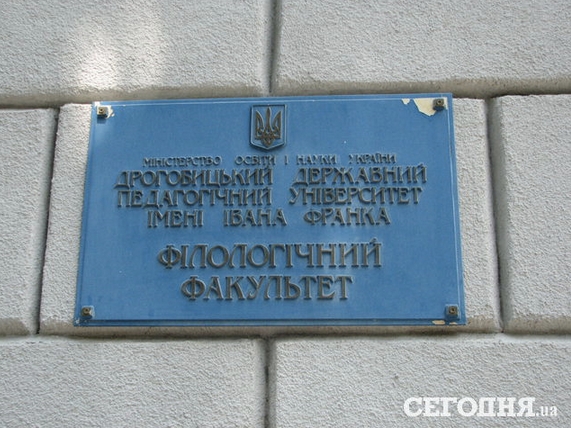 МІНІСТЕРСТВО ОСВІТИ І НАУКИ УКРАЇНИ
ДРОГОБИЦЬКИЙ ДЕРЖАВНИЙ
ПЕДАГОГІЧНИЙ УНІВЕРСИТЕТ
ІМЕНІ ІВАНА ФРАНКА
ФІЛОЛОГІЧНИЙ
ФАКУЛЬТЕТ
СЕГОДНЯ.ua